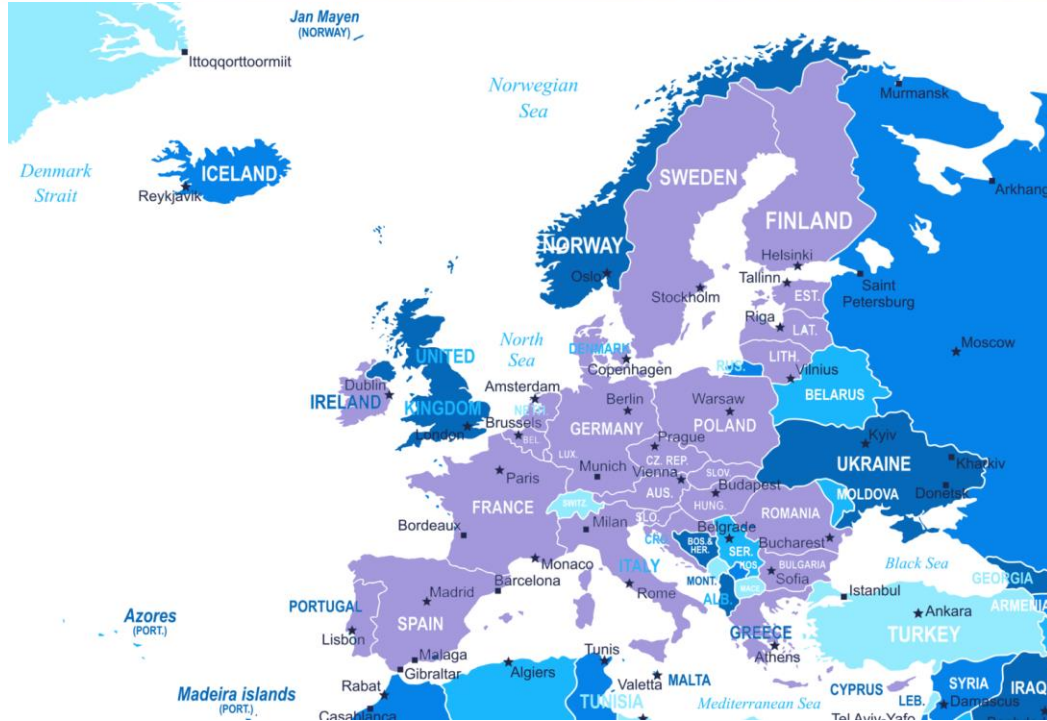 Jan Mayen
(NORWAY)
Ittoqqortoormiit
Norwegian
Sea
Murmansk
Denmark
Strait
ICELAND
Reykjavik
SWEDEN
Arkhang
FINLAND
NORWAY
Helsinki
Oslo
Tallinn
Saint
Petersburg
Stockholm
EST.
Riga
LAT.
North
Sea
Moscow
UNITED
DENMARK
LITH.
Copenhagen
RUS.
Vilnius
Dublin
Amsterdam
BELARUS
IRELAND
KINGDOM
NETH.
Berlin
Warsaw
Brussels
GERMANY
POLAND
London
BEL.
Prague
Kyiv
LUX.
CZ. REP.
UKRAINE
Kharkiv
Paris
Munich
Vienna
SLOV.
Budapest
Donetsk
AUS.
MOLDOVA
FRANCE
SWITZ.
HUNG.
ROMANIA
Bordeaux
Milan
SLO.
Belgrade
CRO.
BOS.&
HER.
SER.
Bucharest
Monaco
ITALY
KOS.
BULGARIA
Black Sea
Barcelona
MONT.
Sofia
GEORGIA
Madrid
Rome
ALB.
MACE.
Istanbul
PORTUGAL
Ankara
ARMENIA
Azores
(PORT.)
SPAIN
GREECE
TURKEY
Lisbon
Malaga
Tunis
Athens
Gibraltar
Algiers
Valetta
MALTA
CYPRUS
SYRIA
IRAQ
Rabat
Madeira islands
(PORT.)
TUNISIA
Mediterranean Sea
LEB.
Damascus
Casablanca
Tel Aviv-Yafo